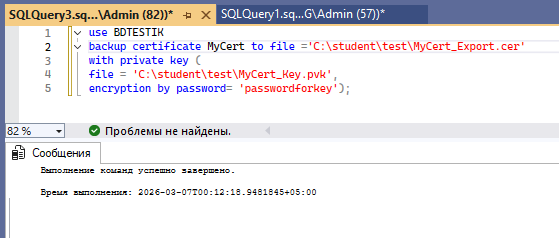 SQLQuery3.sq...\Admin (82))*
SQLQuery1.sq...G\Admin (57))*
1 use BDTESTIK
2 backup certificate MyCert to file ='C:\student\test\MyCert_Export.cer'
3 with private key (
4 file = 'C:\student\test\MyCert_Key.pvk',
5 encryption by password= 'passwordforkey');
82 %
Проблемы не найдены.
Сообщения
Выполнение команд успешно завершено.
Время выполнения: 2026-03-07T00:12:18.9481845+05:00